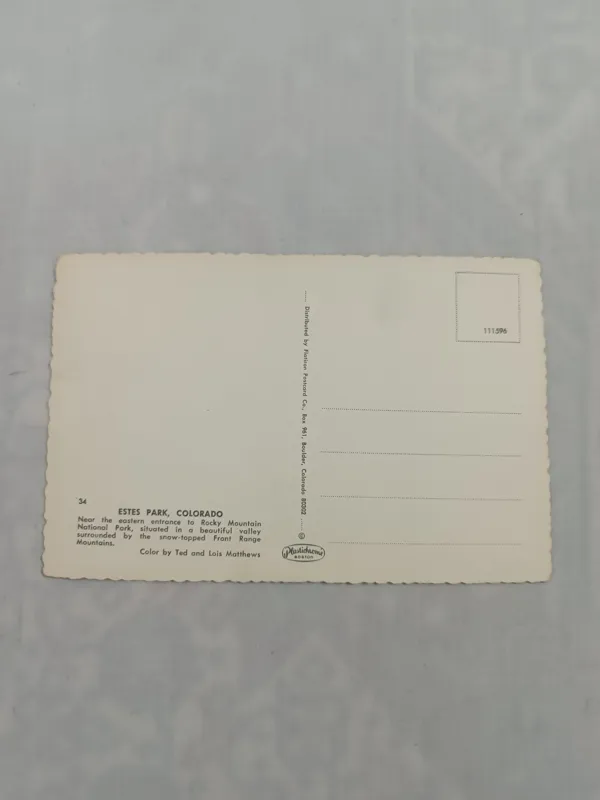 34
ESTES PARK, COLORADO
Near the eastern entrance to Rocky Mountain
National Park, situated in a beautiful valley
surrounded by the snow-topped Front Range
Mountains.
Color by Ted and Lois Matthews
Distributed by Flatiron Postcard Co., Box 961, Boulder, Colorado 80302
©
Plastichrome
BOSTON
111596